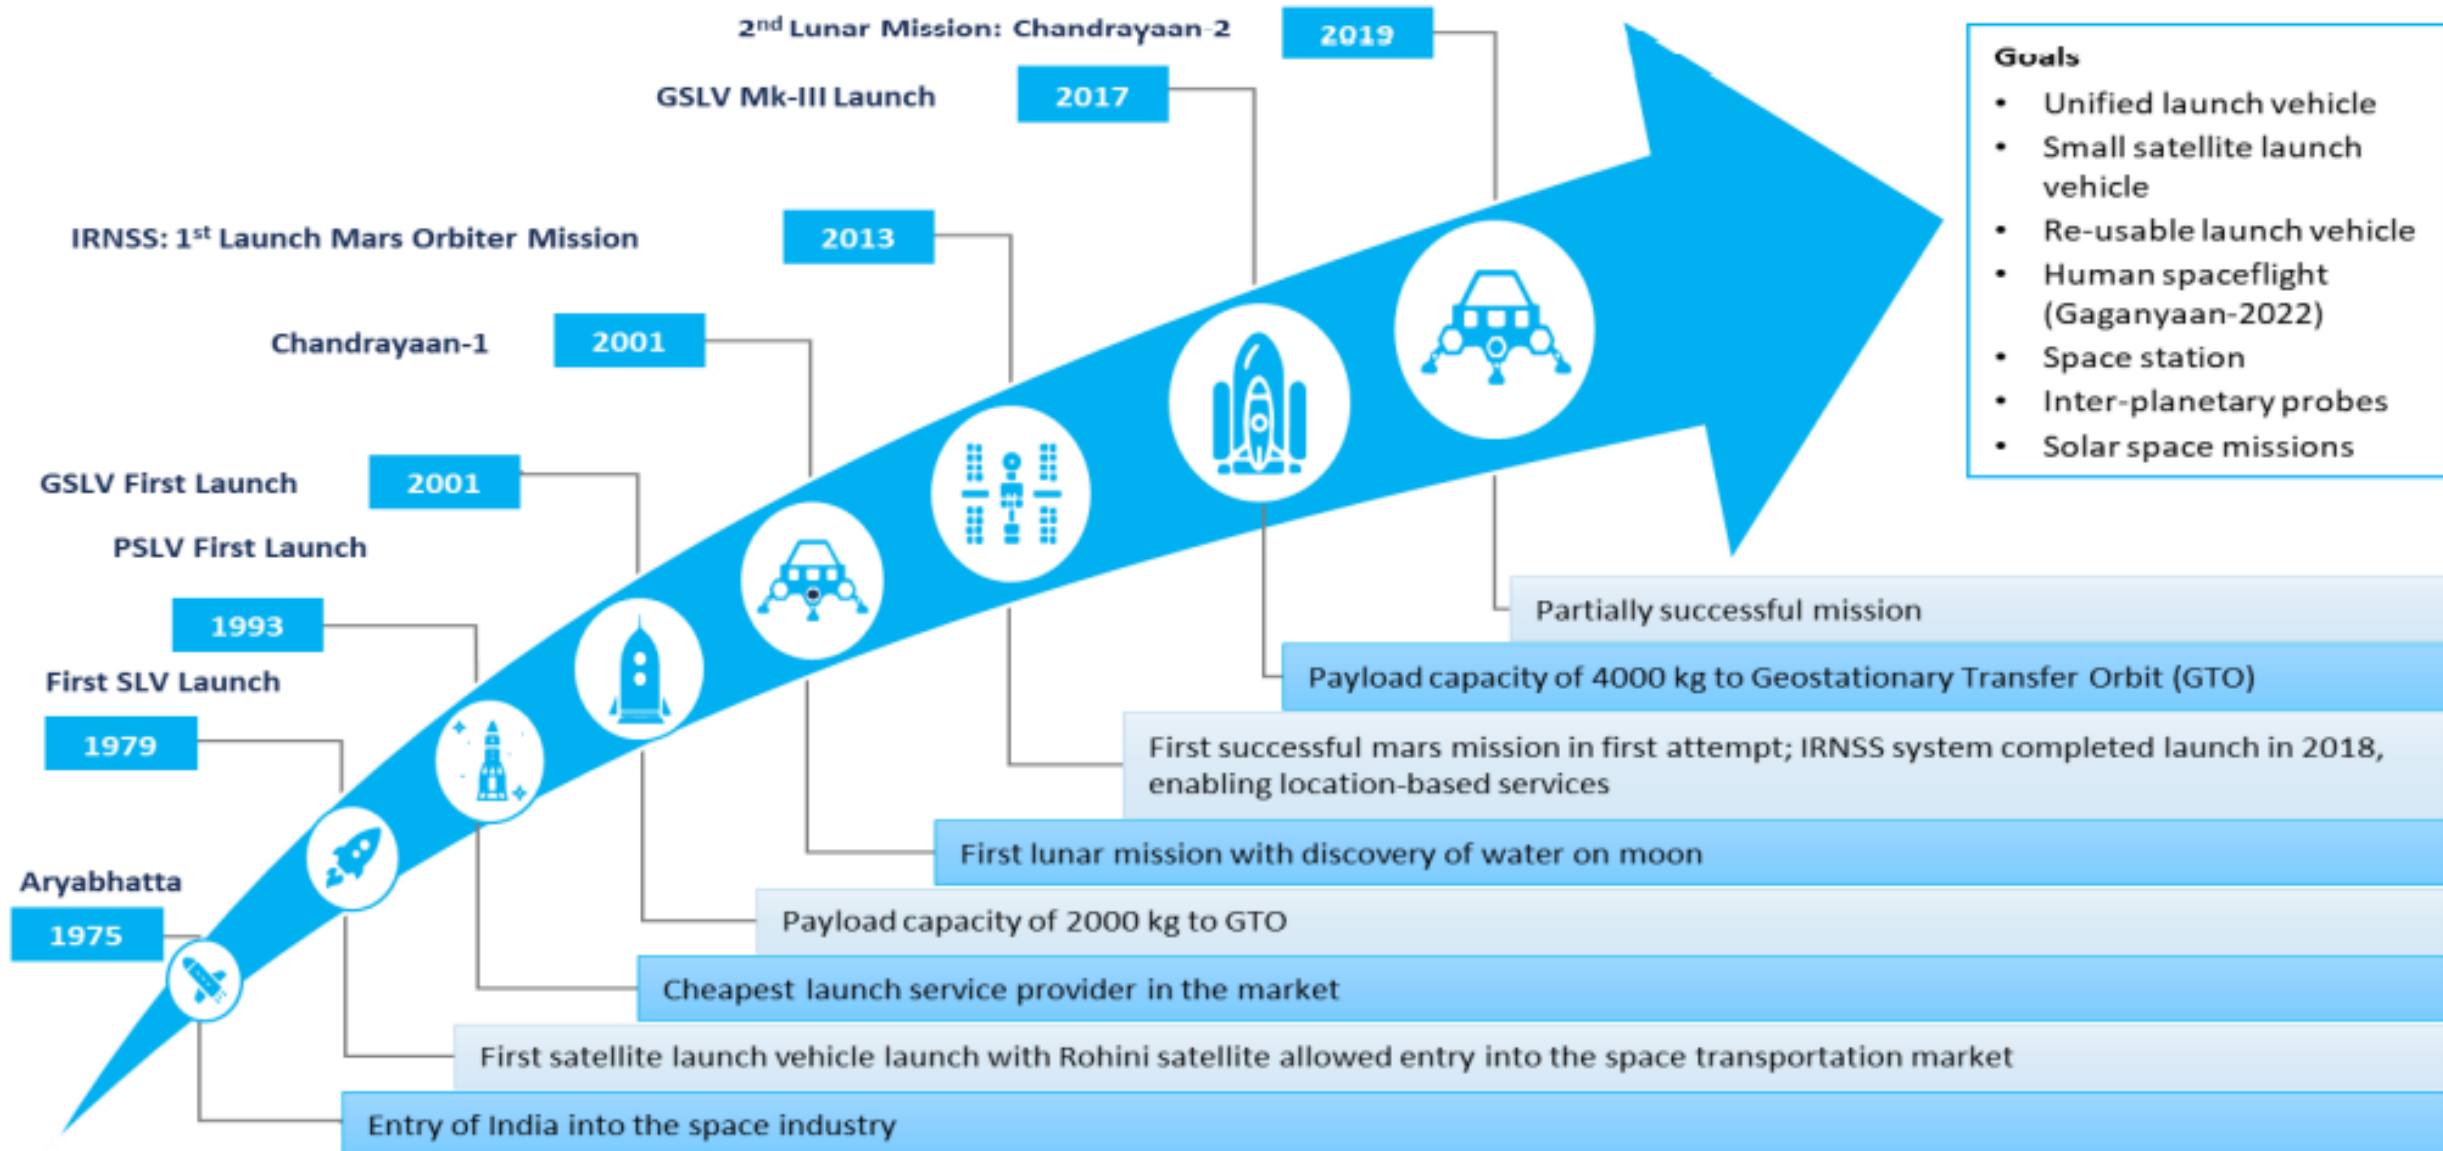 2nd Lunar Mission: Chandrayaan-2
2019
GSLV Mk-III Launch
2017
IRNSS: 1st Launch Mars Orbiter Mission
2013
Chandrayaan-1
2001
GSLV First Launch
2001
PSLV First Launch
1993
First SLV Launch
1979
Aryabhatta
1975
Goals
• Unified launch vehicle
• Small satellite launch
vehicle
• Re-usable launch vehicle
• Human spaceflight
(Gaganyaan-2022)
• Space station
• Inter-planetary probes
• Solar space missions
Partially successful mission
Payload capacity of 4000 kg to Geostationary Transfer Orbit (GTO)
First successful mars mission in first attempt; IRNSS system completed launch in 2018,
enabling location-based services
First lunar mission with discovery of water on moon
Payload capacity of 2000 kg to GTO
Cheapest launch service provider in the market
First satellite launch vehicle launch with Rohini satellite allowed entry into the space transportation market
Entry of India into the space industry